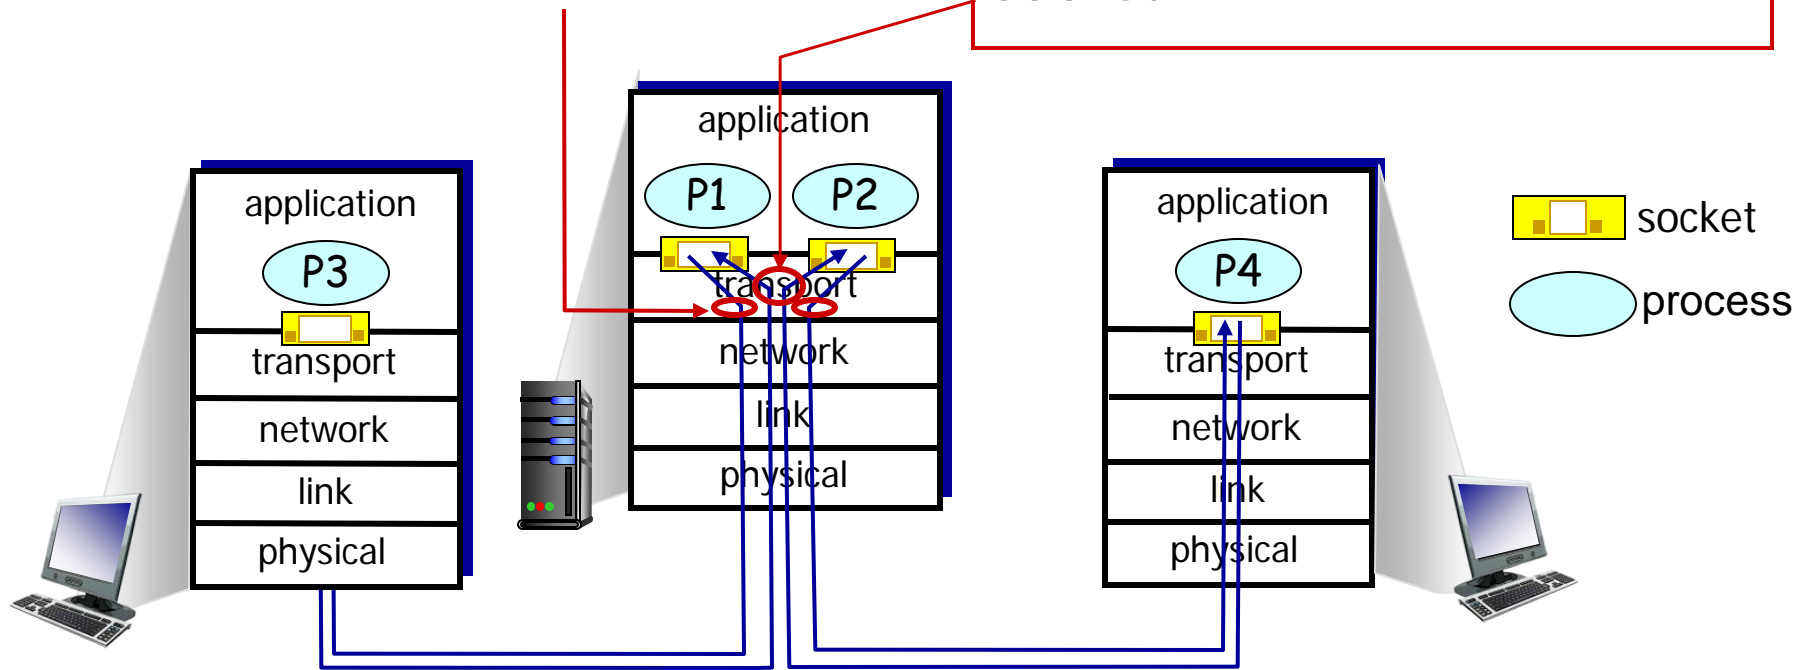 application
P1 P2
transport
network
link
physical
application
P3
transport
network
link
physical
application
P4
transport
network
link
physical
socket
process